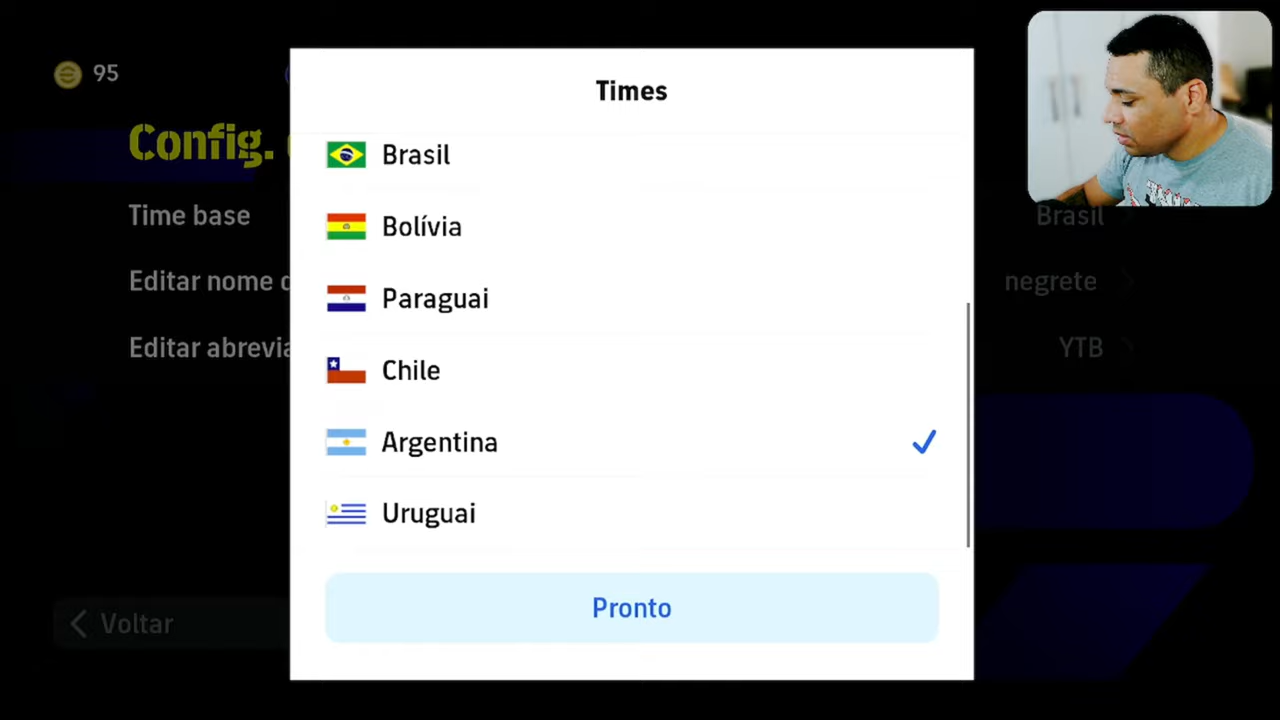 95
Times
Config.
Brasil
Time base
Brasil
Bolívia
Editar nome
negrete
Paraguai
Editar abrevia
YTB
Chile
Argentina
Uruguai
Pronto
Voltar